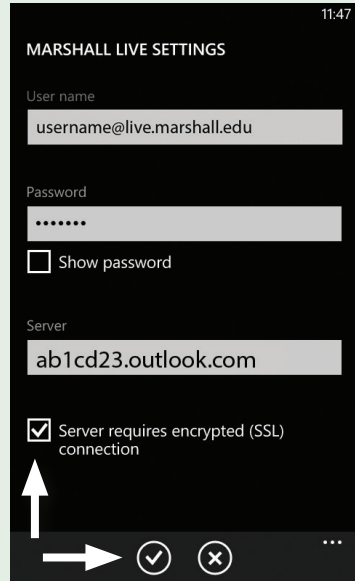 11:47
MARSHALL LIVE SETTINGS
User name
username@live.marshall.edu
Password
•••••••
Show password
Server
ab1cd23.outlook.com
Server requires encrypted (SSL)
connection
...